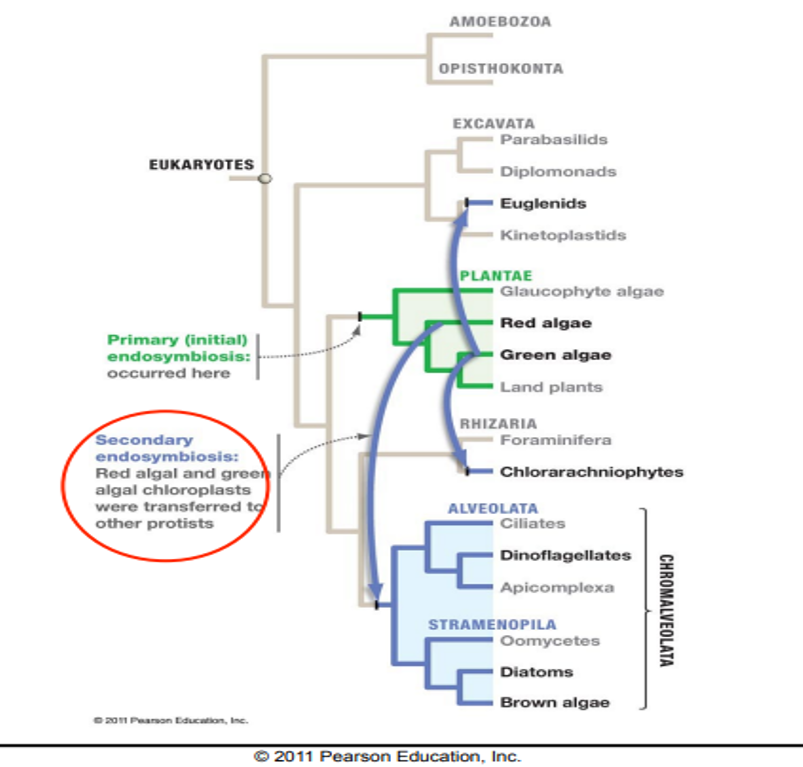 AMOEBOZOA
OPISTHOKONTA
EXCAVATA
Parabasilids
EUKARYOTES
Diplomonads
Euglenids
Kinetoplastids
PLANTAE
Glaucophyte algae
Red algae
Primary (initial)
endosymbiosis:
occurred here
Green algae
Land plants
RHIZARIA
Foraminifera
Secondary
endosymbiosis:
Red algal and green
algal chloroplasts
were transferred to
other protists
Chlorarachniophytes
ALVEOLATA
Ciliates
Dinoflagellates
Apicomplexa
CHROMALVEOLATA
STRAMENOPILA
Oomycetes
Diatoms
Brown algae
© 2011 Pearson Education, Inc.
© 2011 Pearson Education, Inc.